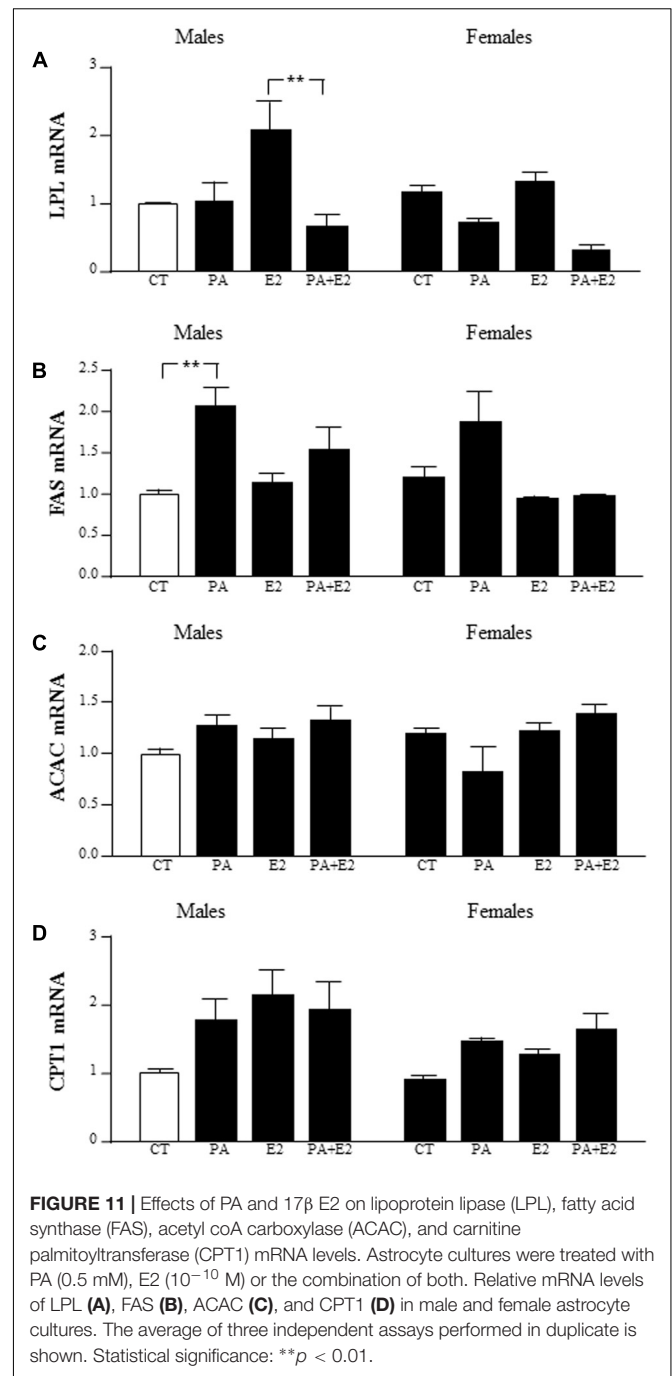 Males Females
A
LPL mRNA
3
2
1
0
**
CT PA E2 PA+E2 CT PA E2 PA+E2
Males Females
B
FAS mRNA
2.5
2.0
1.5
1.0
0.5
0.0
**
CT PA E2 PA+E2 CT PA E2 PA+E2
C
Males Females
ACAC mRNA
2.0
1.5
1.0
0.5
0.0
CT PA E2 PA+E2 CT PA E2 PA+E2
Males Females
D
CPT1 mRNA
3
2
1
0
CT PA E2 PA+E2 CT PA E2 PA+E2
FIGURE 11 | Effects of PA and 17β E2 on lipoprotein lipase (LPL), fatty acid
synthase (FAS), acetyl coA carboxylase (ACAC), and carnitine
palmitoyltransferase (CPT1) mRNA levels. Astrocyte cultures were treated with
PA (0.5 mM), E2 (10⁻¹⁰ M) or the combination of both. Relative mRNA levels
of LPL (A), FAS (B), ACAC (C), and CPT1 (D) in male and female astrocyte
cultures. The average of three independent assays performed in duplicate is
shown. Statistical significance: **p < 0.01.